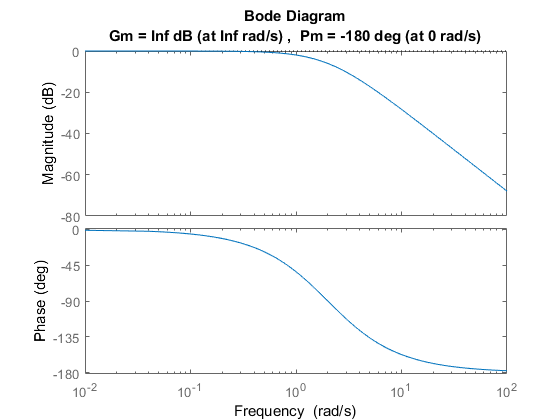 Bode Diagram
Gm = Inf dB (at Inf rad/s) ,  Pm = -180 deg (at 0 rad/s)
Magnitude (dB)
0
-20
-40
-60
-80
Phase (deg)
0
-45
-90
-135
-180
10^-2 10^-1 10^0 10^1 10^2
Frequency  (rad/s)